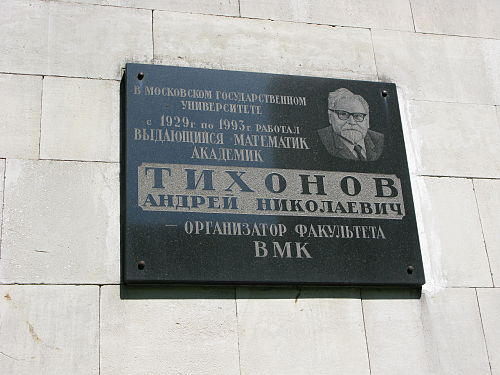 В МОСКОВСКОМ ГОСУДАРСТВЕННОМ
УНИВЕРСИТЕТЕ
с 1929г. по 1993г РАБОТАЛ
ВЫДАЮЩИЙСЯ МАТЕМАТИК
АКАДЕМИК
ТИХОНОВ
АНДРЕЙ НИКОЛАЕВИЧ
— ОРГАНИЗАТОР ФАКУЛЬТЕТА
ВМК